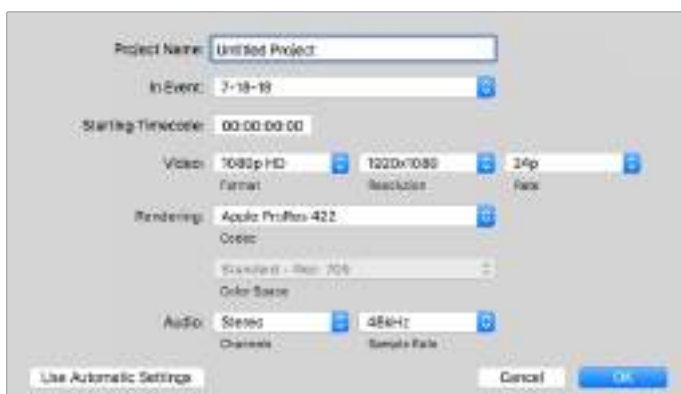 Project Name: Untitled Project
In Event: 7-18-18
Starting Timecode: 00:00:00:00
Video: 1080p HD 1920x1080 24p
Format Resolution Rate
Rendering: Apple ProRes 422
Codec
Standard - Rec. 709
Color Space
Audio: Stereo 48kHz
Channels Sample Rate
Use Automatic Settings Cancel OK